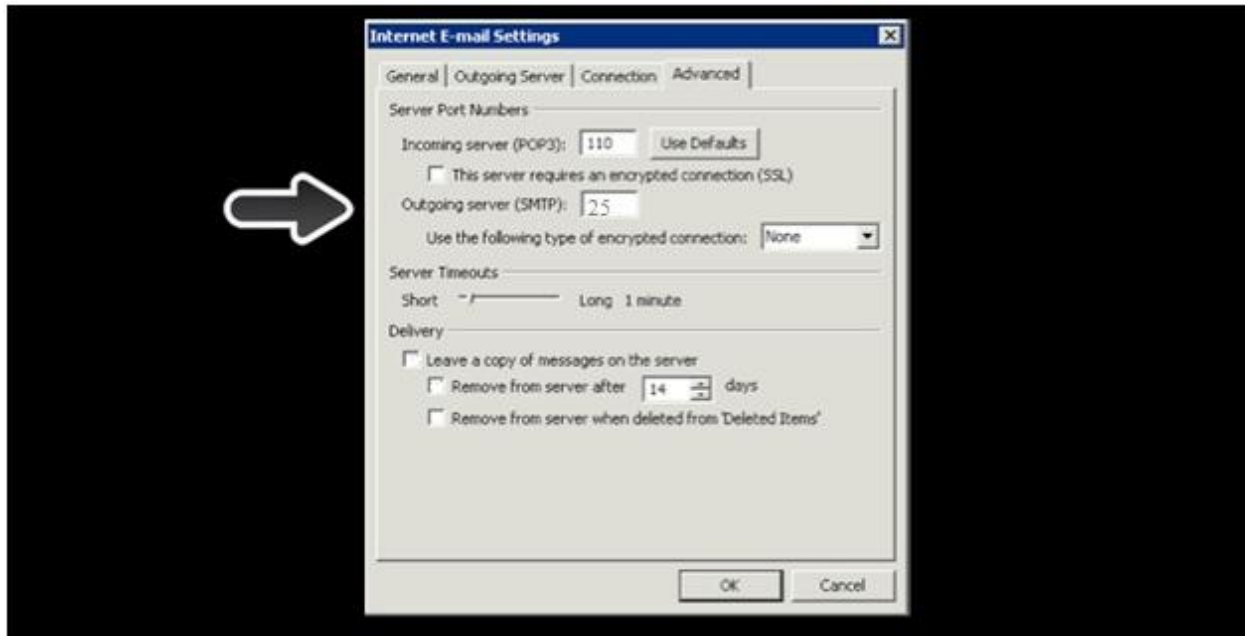 Internet E-mail Settings
General Outgoing Server Connection Advanced
Server Port Numbers
Incoming server (POP3): 110 Use Defaults
This server requires an encrypted connection (SSL)
Outgoing server (SMTP): 25
Use the following type of encrypted connection: None
Server Timeouts
Short Long 1 minute
Delivery
Leave a copy of messages on the server
Remove from server after 14 days
Remove from server when deleted from 'Deleted Items'
OK Cancel